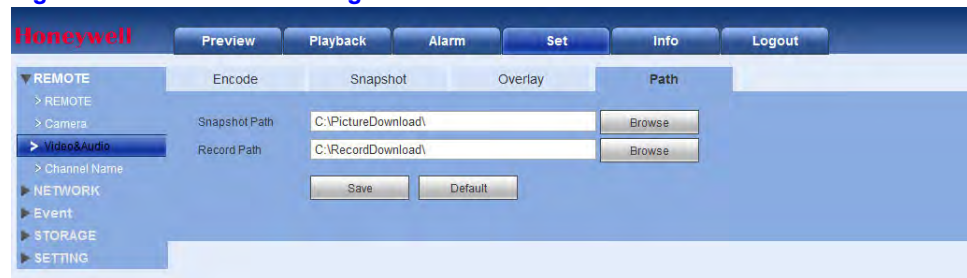 Honeywell
Preview Playback Alarm Set Info Logout
REMOTE
Encode Snapshot Overlay Path
> REMOTE
> Camera
Snapshot Path C:\PictureDownload\ Browse
> Video&Audio
Record Path C:\RecordDownload\ Browse
> Channel Name
Save Default
NETWORK
Event
STORAGE
SETTING